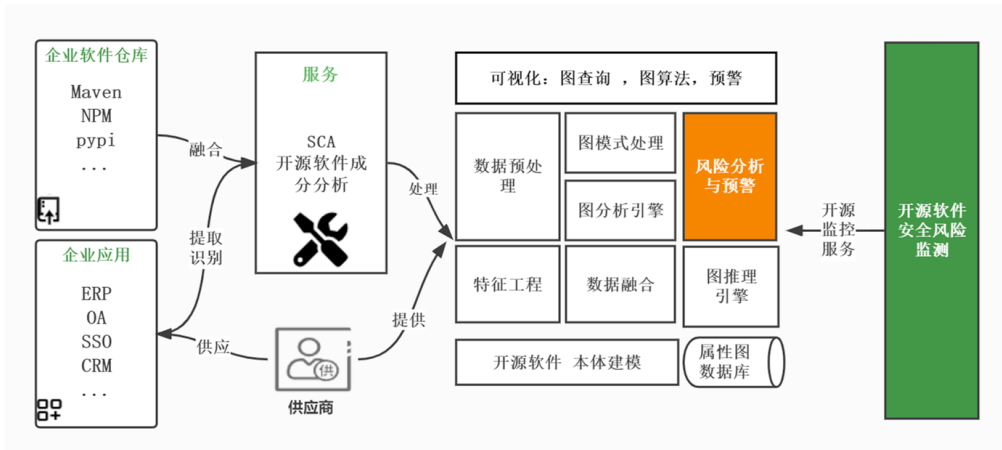 企业软件仓库
Maven
NPM
pypi
...
融合
企业应用
ERP
OA
SSO
CRM
...
提取
识别
供应
服务
SCA
开源软件成
分分析
处理
供
供应商
提供
可视化：图查询 ，图算法，预警
数据预处
理
图模式处理
图分析引擎
风险分析
与预警
特征工程
数据融合
图推理
引擎
开源软件 本体建模
属性图
数据库
开源
监控
服务
开源软件
安全风险
监测